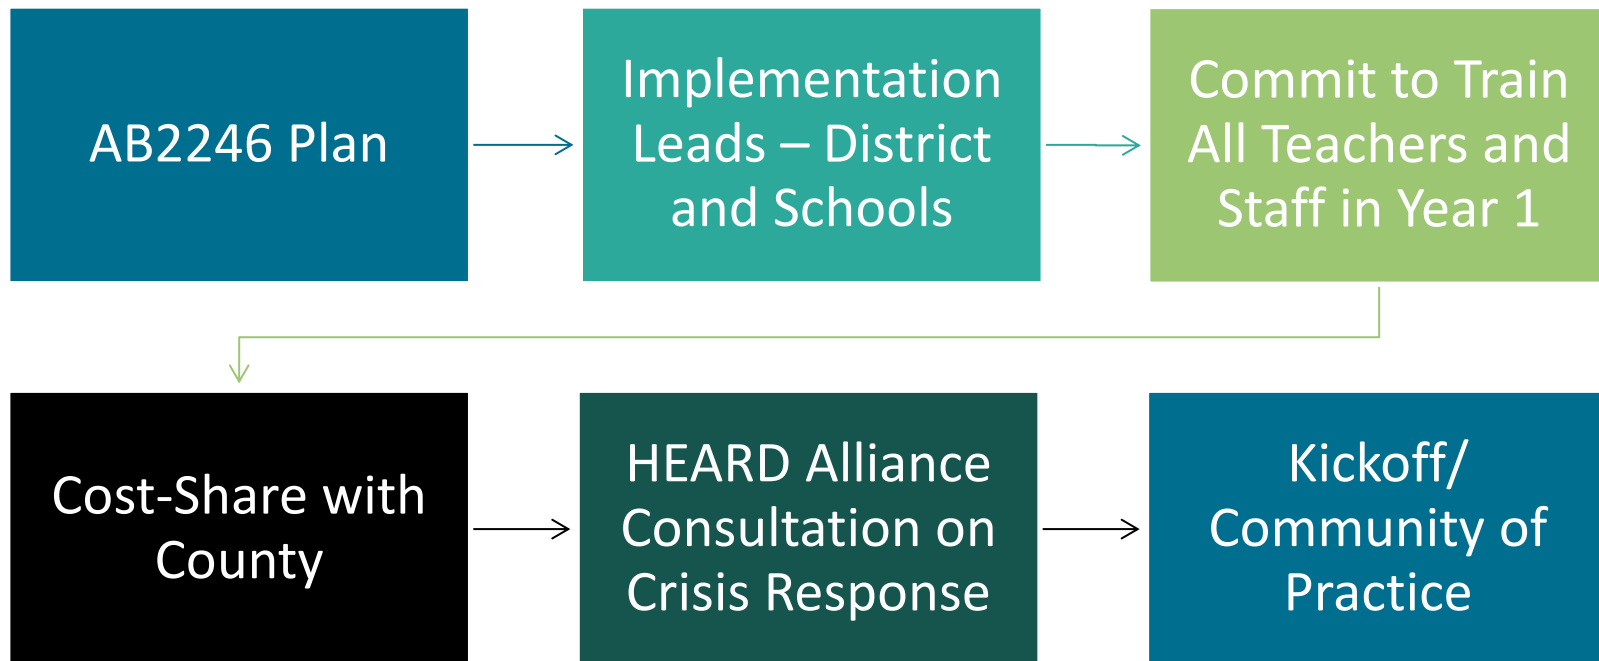 AB2246 Plan
Implementation
Leads – District
and Schools
Commit to Train
All Teachers and
Staff in Year 1
Cost-Share with
County
HEARD Alliance
Consultation on
Crisis Response
Kickoff/
Community of
Practice